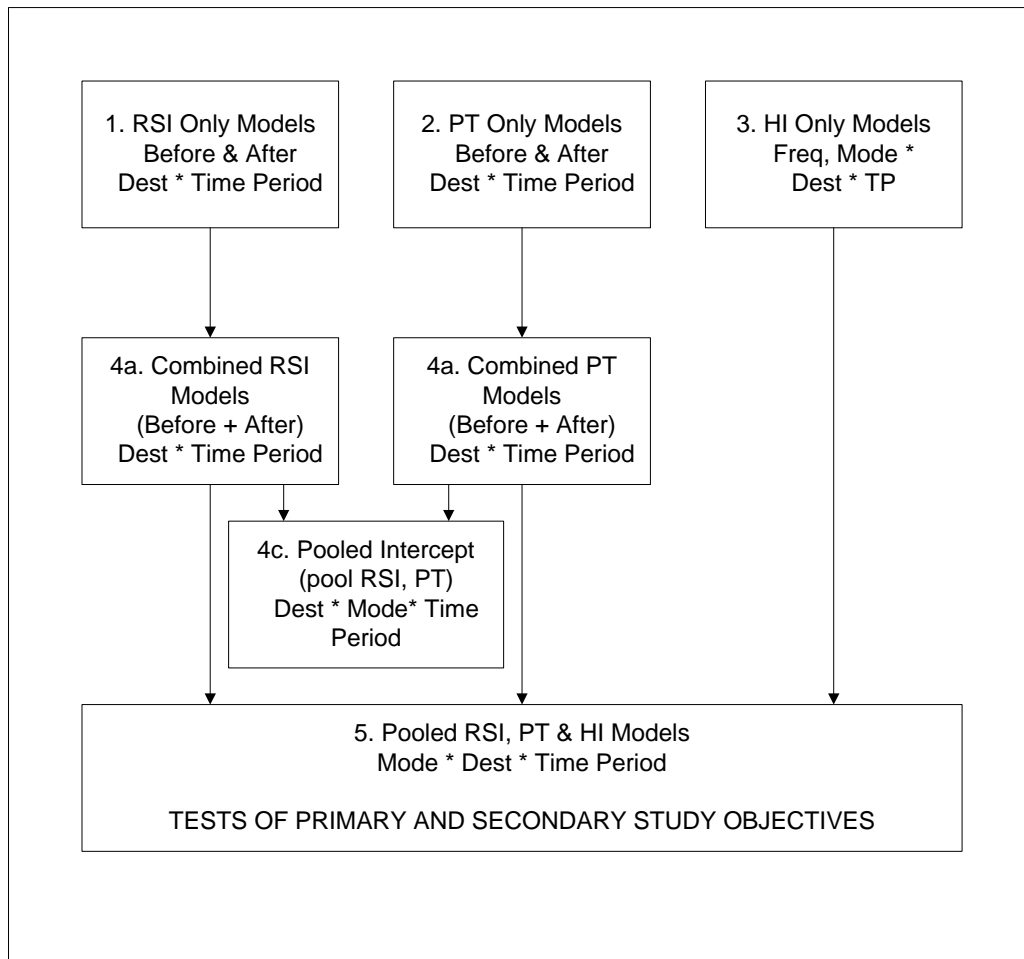 1. RSI Only Models
Before & After
Dest * Time Period
2. PT Only Models
Before & After
Dest * Time Period
3. HI Only Models
Freq, Mode *
Dest * TP
4a. Combined RSI
Models
(Before + After)
Dest * Time Period
4a. Combined PT
Models
(Before + After)
Dest * Time Period
4c. Pooled Intercept
(pool RSI, PT)
Dest * Mode* Time
Period
5. Pooled RSI, PT & HI Models
Mode * Dest * Time Period
TESTS OF PRIMARY AND SECONDARY STUDY OBJECTIVES